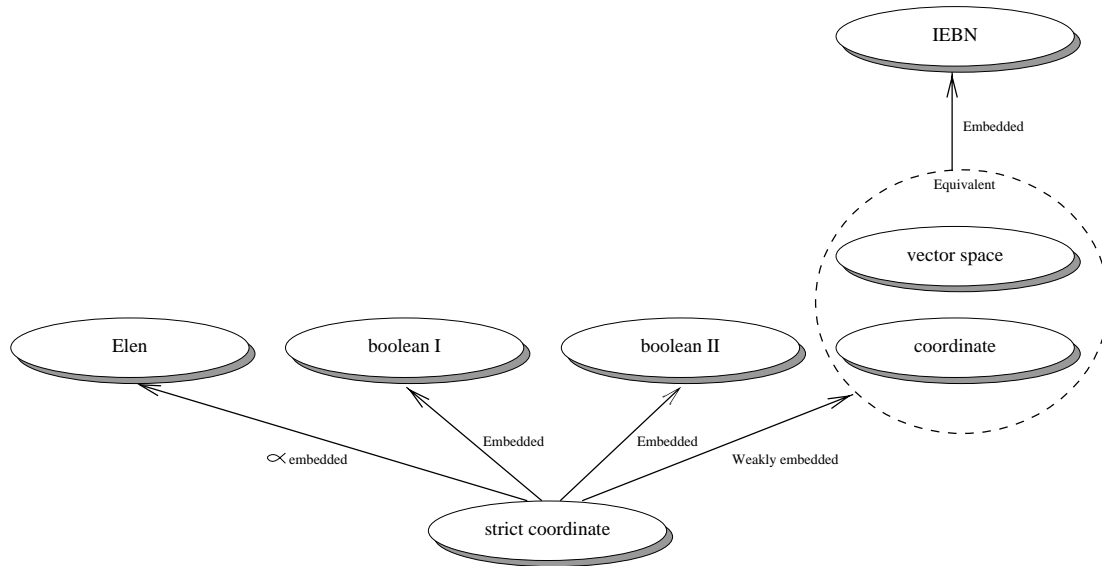 IEBN
Embedded
Equivalent
vector space
Elen
boolean I
boolean II
coordinate
Embedded
Embedded
∝ embedded
Weakly embedded
strict coordinate